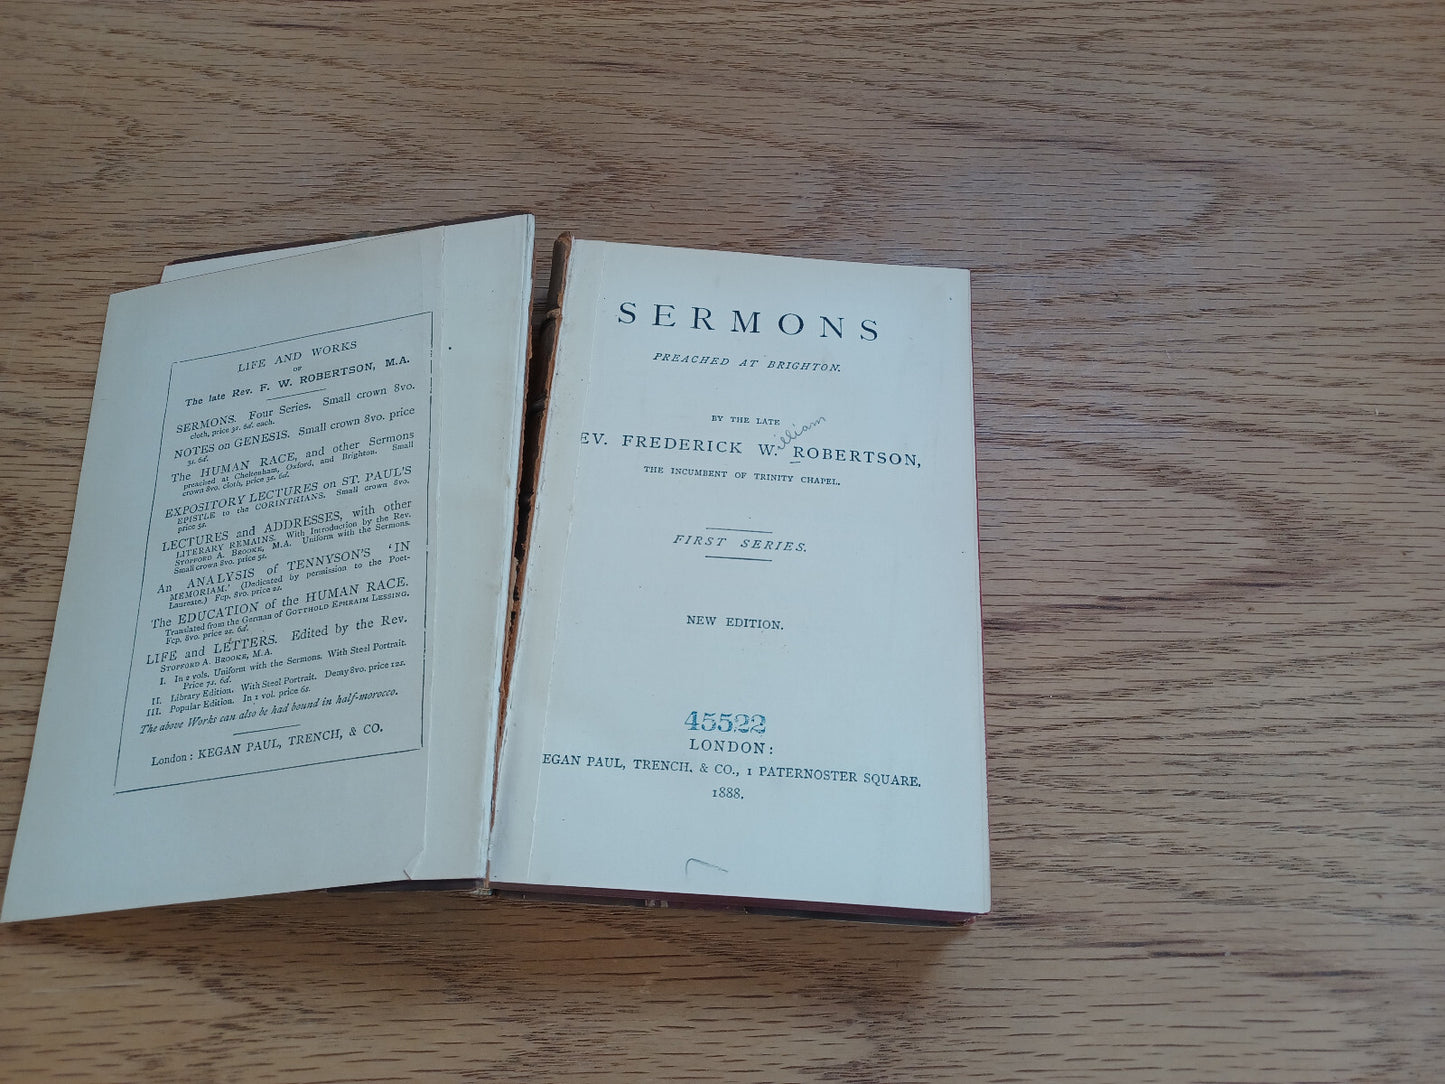 LIFE AND WORKS
OF
The late Rev. F. W. ROBERTSON, M.A.
SERMONS. Four Series. Small crown 8vo.
cloth, price 3s. 6d. each.
NOTES on GENESIS. Small crown 8vo. price
3s. 6d.
The HUMAN RACE, and other Sermons
preached at Cheltenham, Oxford, and Brighton. Small
crown 8vo. cloth, price 3s. 6d.
EXPOSITORY LECTURES on ST. PAUL'S
EPISTLE to the CORINTHIANS. Small crown 8vo.
price 5s.
LECTURES and ADDRESSES, with other
LITERARY REMAINS. With Introduction by the Rev.
STOPFORD A. BROOKE, M.A. Uniform with the Sermons.
Small crown 8vo. price 5s.
An ANALYSIS of TENNYSON'S 'IN
MEMORIAM.' (Dedicated by permission to the Poet-
Laureate.) Fcp. 8vo. price 2s.
The EDUCATION of the HUMAN RACE.
Translated from the German of GOTTHOLD EPHRAIM LESSING.
Fcp. 8vo. price 2s. 6d.
LIFE and LETTERS. Edited by the Rev.
STOPFORD A. BROOKE, M.A.
I. In 2 vols. Uniform with the Sermons. With Steel Portrait.
Price 7s. 6d.
II. Library Edition. With Steel Portrait. Demy 8vo. price 12s.
III. Popular Edition. In 1 vol. price 6s.
The above Works can also be had bound in half-morocco.
London: KEGAN PAUL, TRENCH, & CO.
SERMONS
PREACHED AT BRIGHTON.
BY THE LATE
EV. FREDERICK W.illiam ROBERTSON,
THE INCUMBENT OF TRINITY CHAPEL.
FIRST SERIES.
NEW EDITION.
45522
LONDON:
EGAN PAUL, TRENCH, & CO., 1 PATERNOSTER SQUARE.
1888.